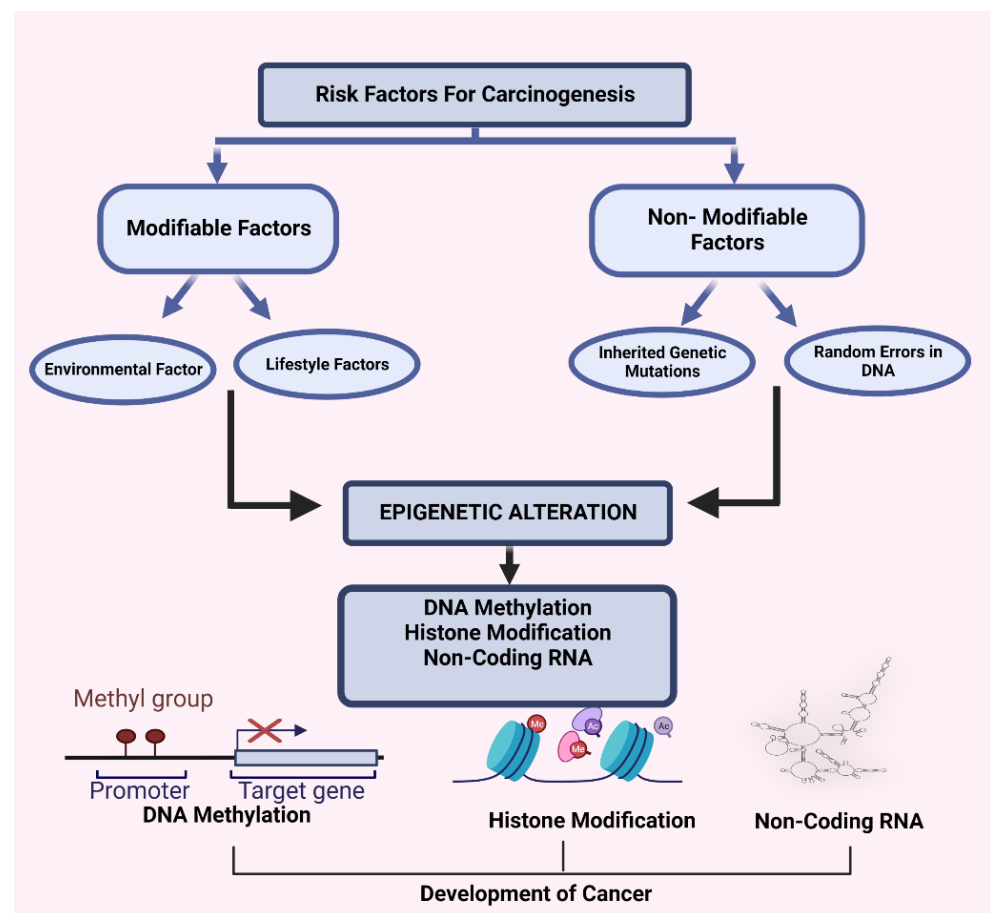 Risk Factors For Carcinogenesis
Modifiable Factors
Non- Modifiable
Factors
Environmental Factor
Lifestyle Factors
Inherited Genetic
Mutations
Random Errors in
DNA
EPIGENETIC ALTERATION
DNA Methylation
Histone Modification
Non-Coding RNA
Methyl group
Me
Ac
Me
Ac
Promoter
Target gene
DNA Methylation
Histone Modification
Non-Coding RNA
Development of Cancer